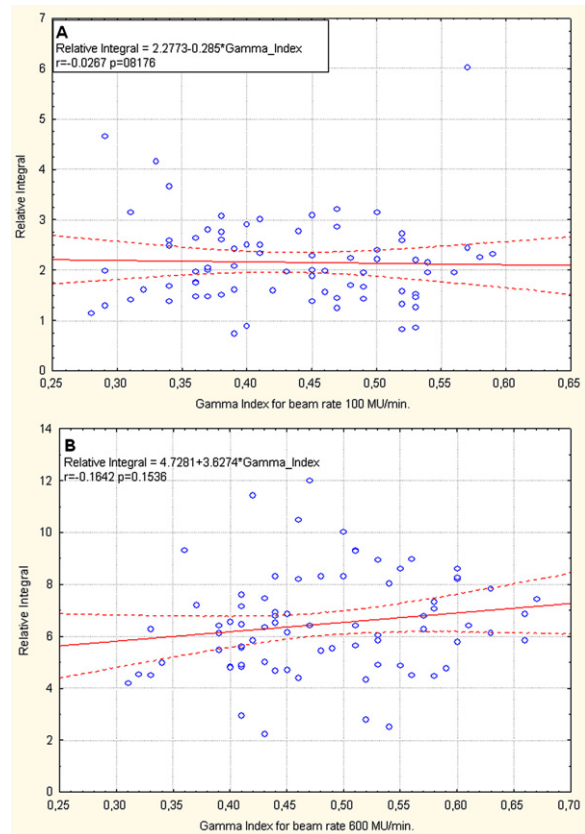 A
Relative Integral = 2.2773-0.285*Gamma_Index
r=-0.0267 p=08176
7
6
5
4
3
2
1
0
Relative Integral
0,25 0,30 0,35 0,40 0,45 0,50 0,55 0,60 0,65
Gamma Index for beam rate 100 MU/min.
B
Relative Integral = 4.7281+3.6274*Gamma_Index
r=-0.1642 p=0.1536
14
12
10
8
6
4
2
0
Relative Integral
0,25 0,30 0,35 0,40 0,45 0,50 0,55 0,60 0,65 0,70
Gamma Index for beam rate 600 MU/min.